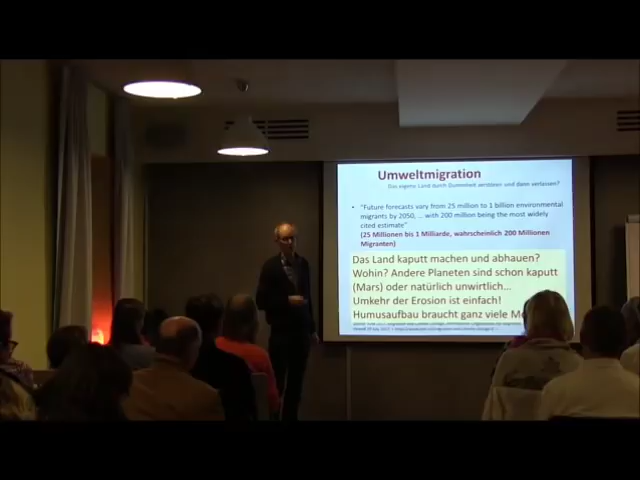 Umweltmigration
Das eigene Land durch Dummheit zerstören und dann verlassen?
• "Future forecasts vary from 25 million to 1 billion environmental
migrants by 2050, ... with 200 million being the most widely
cited estimate"
(25 Millionen bis 1 Milliarde, wahrscheinlich 200 Millionen
Migranten)
Das Land kaputt machen und abhauen?
Wohin? Andere Planeten sind schon kaputt
(Mars) oder natürlich unwirtlich...
Umkehr der Erosion ist einfach!
Humusaufbau braucht ganz viele